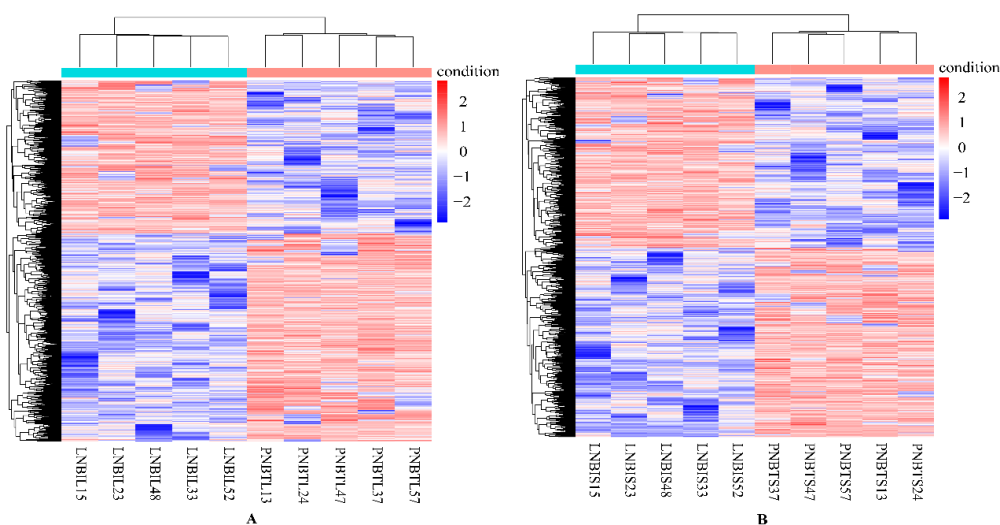 condition
2
1
0
−1
−2
LNBIL15
LNBIL23
LNBIL48
LNBIL33
LNBIL52
PNBTL13
PNBTL24
PNBTL47
PNBTL37
PNBTL57
A
condition
2
1
0
−1
−2
LNBIS15
LNBIS23
LNBIS48
LNBIS33
LNBIS52
PNBTS37
PNBTS47
PNBTS57
PNBTS13
PNBTS24
B